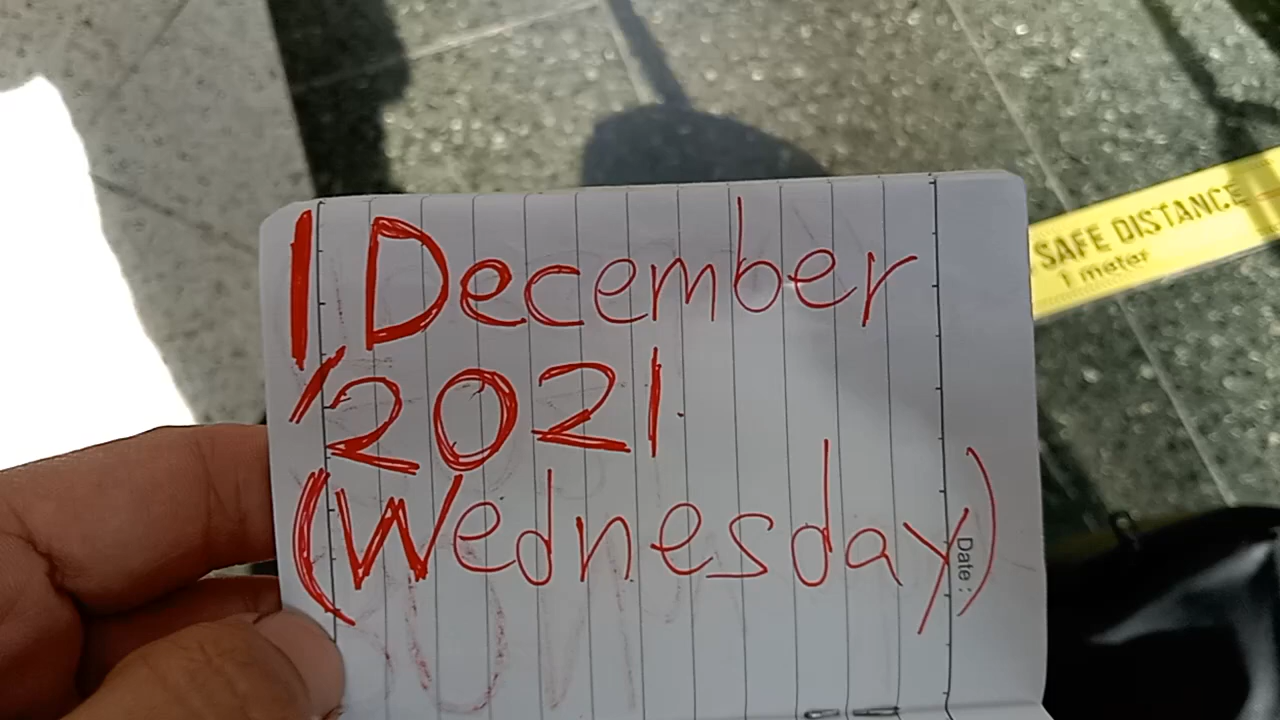 1 December
'2021
(Wednesday)
Date :
SAFE DISTANCE
1 meter